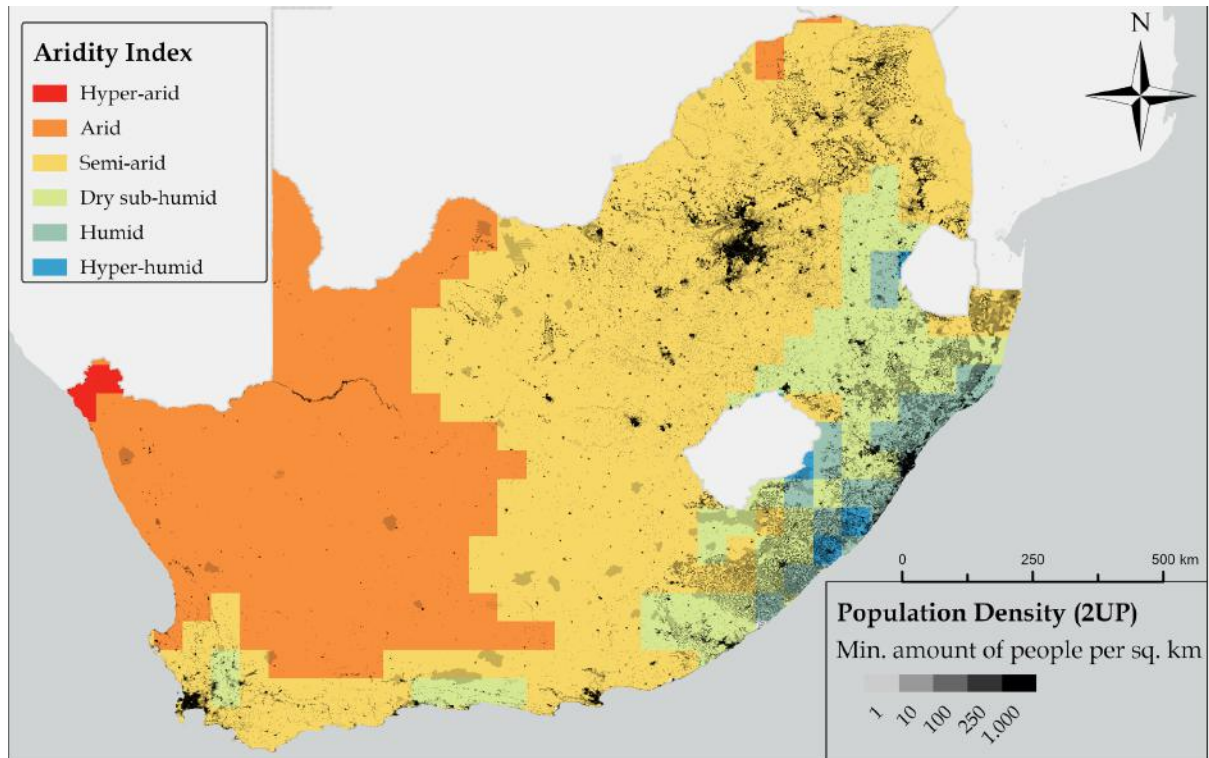 Aridity Index
Hyper-arid
Arid
Semi-arid
Dry sub-humid
Humid
Hyper-humid
N
0 250 500 km
Population Density (2UP)
Min. amount of people per sq. km
1 10 100 250 1.000